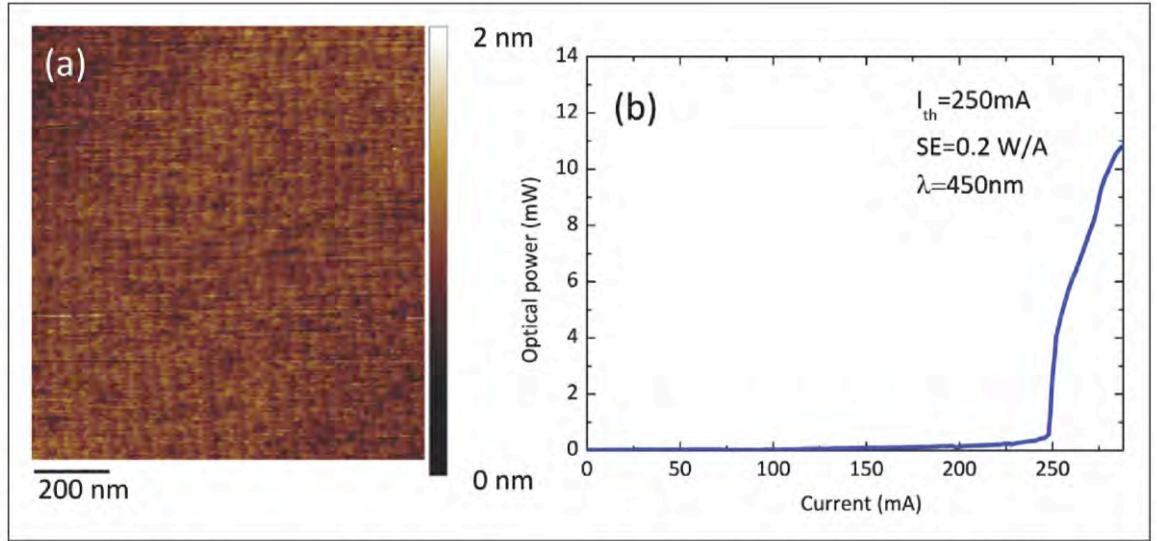 (a)
2 nm
0 nm
200 nm
(b)
I_th=250mA
SE=0.2 W/A
λ=450nm
14
12
10
8
6
4
2
0
Optical power (mW)
0 50 100 150 200 250
Current (mA)